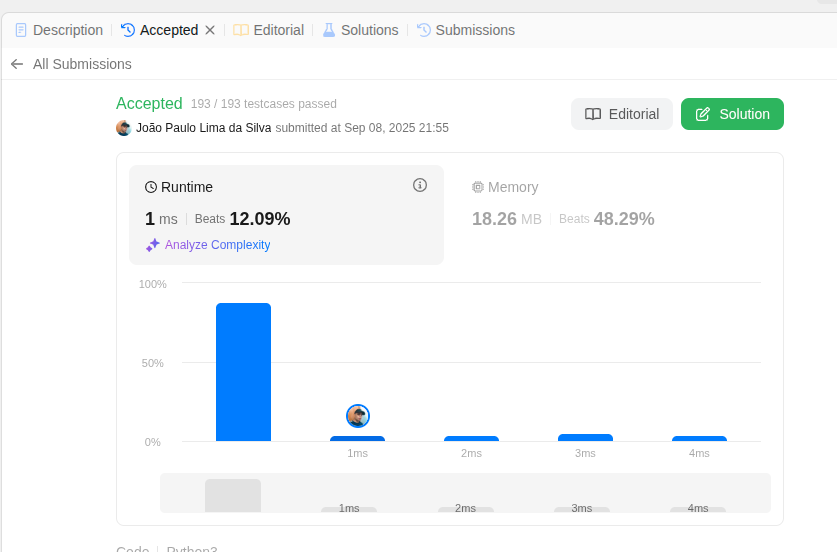 Description Accepted Editorial Solutions Submissions
All Submissions
Accepted 193 / 193 testcases passed
João Paulo Lima da Silva submitted at Sep 08, 2025 21:55
Editorial
Solution
Runtime
1 ms Beats 12.09%
Analyze Complexity
Memory
18.26 MB Beats 48.29%
100%
50%
0%
1ms 2ms 3ms 4ms
1ms 2ms 3ms 4ms
Code Python3